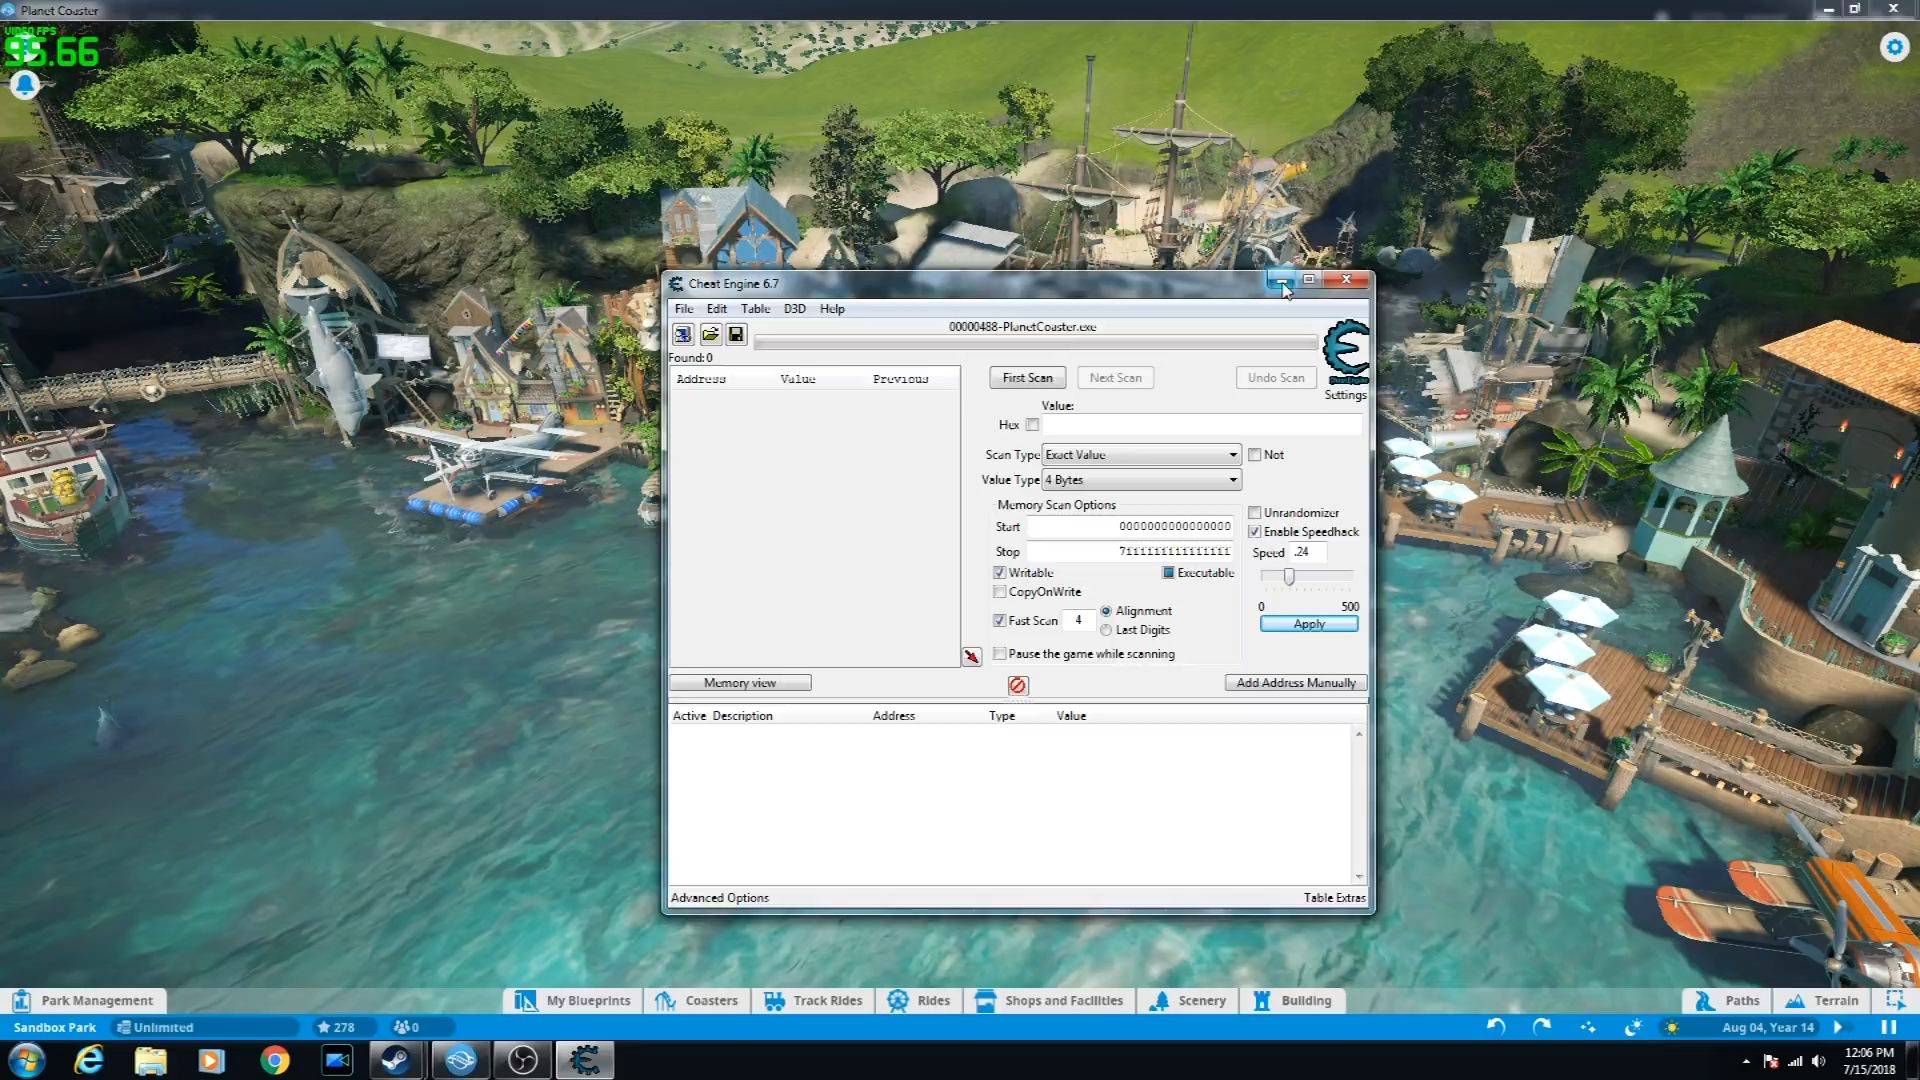 Planet Coaster
VIDEO FPS
95.66
Cheat Engine 6.7
File Edit Table D3D Help
00000488-PlanetCoaster.exe
Found:0
Address Value Previous
First Scan Next Scan Undo Scan
Settings
Value:
Hex
Scan Type Exact Value Not
Value Type 4 Bytes
Memory Scan Options
Start 0000000000000000
Stop 7fffffffffffffff
Unrandomizer
Enable Speedhack
Speed .24
Writable Executable
CopyOnWrite
Fast Scan 4 Alignment
Last Digits
0 500
Apply
Pause the game while scanning
Memory view Add Address Manually
Active Description Address Type Value
Advanced Options Table Extras
Park Management My Blueprints Coasters Track Rides Rides Shops and Facilities Scenery Building Paths Terrain
Sandbox Park Unlimited 278 0 Aug 04, Year 14
12:06 PM
7/15/2018